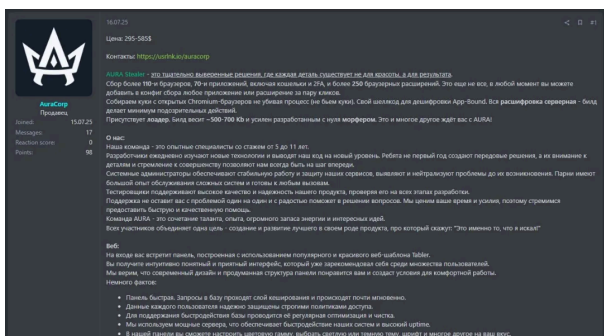 16.07.25
#1
Цена: 295-585$
Контакты: https://usrlnk.io/auracorp
AURA Stealer - это тщательно выверенные решения, где каждая деталь существует не для красоты, а для результата.
Сбор более 110-и браузеров, 70-и приложений, включая кошельки и 2FA, и более 250 браузерных расширений. Это еще не все, в любой момент вы можете
добавить в конфиг сбора любое приложение или расширение за пару кликов.
Собираем куки с открытых Chromium-браузеров не убивая процесс (не бьем куки). Свой шеллкод для дешифровки App-Bound. Вся расшифровка серверная - билд
делает минимум подозрительных действий.
Присутствует лоадер. Билд весит ~500-700 Kb и усилен разработанным с нуля морфером. Это и многое другое ждёт вас с AURA!
AuraCorp
Продавец
Joined: 15.07.25
Messages: 17
Reaction score: 0
Points: 98
О нас:
Наша команда - это опытные специалисты со стажем от 5 до 11 лет.
Разработчики ежедневно изучают новые технологии и выводят наш код на новый уровень. Ребята не первый год создают передовые решения, а их внимание к
деталям и стремление к совершенству позволяют нам всегда быть на шаг впереди.
Системные администраторы обеспечивают стабильную работу и защиту наших сервисов, выявляют и нейтрализуют проблемы до их возникновения. Парни имеют
большой опыт обслуживания сложных систем и готовы к любым вызовам.
Тестировщики поддерживают высокое качество и надежность нашего продукта, проверяя его на всех этапах разработки.
Поддержка не оставит вас с проблемой один на один и с радостью поможет в решении вопросов. Мы ценим ваше время и усилия, поэтому стремимся
предоставить быструю и качественную помощь.
Команда AURA - это сочетание таланта, опыта, огромного запаса энергии и интересных идей.
Всех участников объединяет одна цель - создание и развитие лучшего в своем роде продукта, про который скажут: "Это именно то, что я искал!"
Веб:
На входе вас встретит панель, построенная с использованием популярного и красивого веб-шаблона Tabler.
Вы получите интуитивно понятный и приятный интерфейс, который уже зарекомендовал себя среди множества пользователей.
Мы верим, что современный дизайн и продуманная структура панели понравится вам и создаст условия для комфортной работы.
Немного фактов:
• Панель быстрая. Запросы в базу проходят слой кеширования и происходят почти мгновенно.
• Данные каждого пользователя надежно защищены строгими политиками доступа.
• Для поддержания быстродействия базы проводится её регулярная оптимизация и чистка.
• Мы используем мощные сервера, что обеспечивает быстродействие наших систем и высокий uptime.
• В нашей панели вы сможете настроить цветовую гамму, выбрать светлую или темную тему, шрифт и многое другое на ваш вкус.